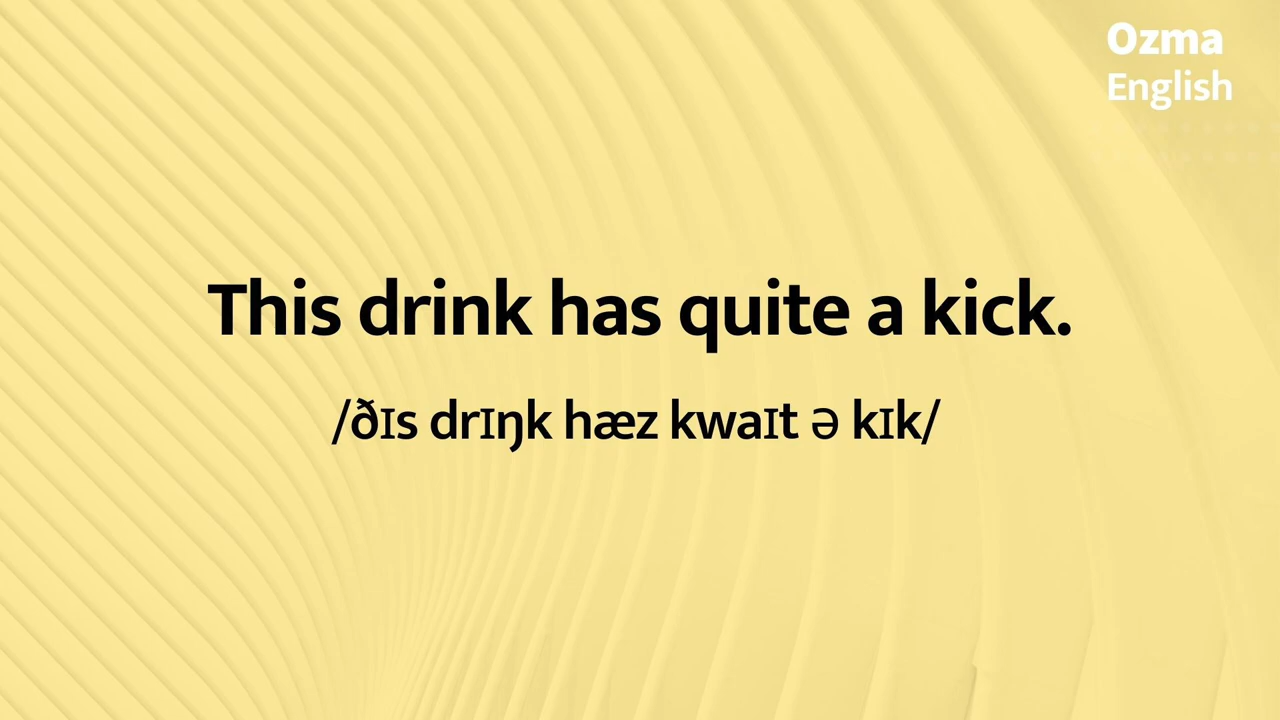 Ozma
English
This drink has quite a kick.
/ðɪs drɪŋk hæz kwaɪt ə kɪk/